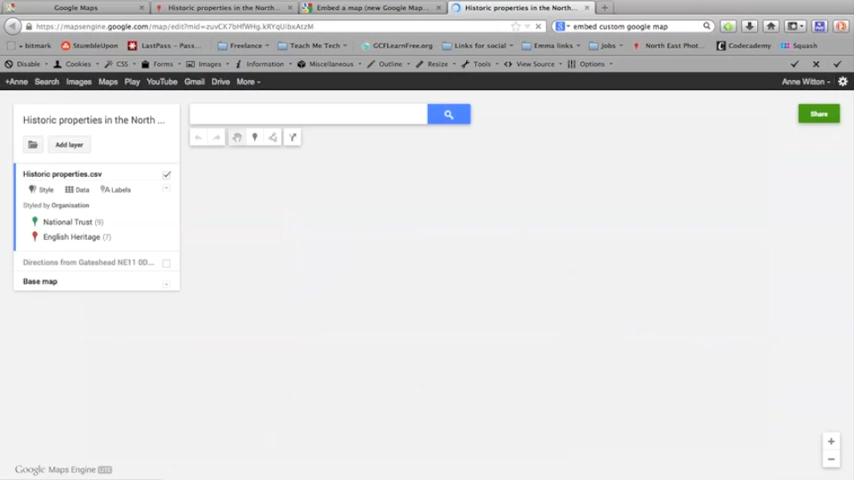 Google Maps
Historic properties in the North...
Embed a map (new Google Map...
Historic properties in the North...
https://mapsengine.google.com/map/edit?mid=zuvCK7bHfWHg.kRYqUibxAtzM
embed custom google map
bitmark
StumbleUpon
LastPass – Pass...
Freelance
Teach Me Tech
GCFLearnFree.org
Links for social
Emma links
Jobs
North East Phot...
Codecademy
Squash
Disable
Cookies
CSS
Forms
Images
Information
Miscellaneous
Outline
Resize
Tools
View Source
Options
+Anne Search Images Maps Play YouTube Gmail Drive More
Anne Witton
Historic properties in the North ...
Share
Add layer
Historic properties.csv
Style
Data
Labels
Styled by Organisation
National Trust (9)
English Heritage (7)
Directions from Gateshead NE11 0D...
Base map
Google Maps Engine LITE